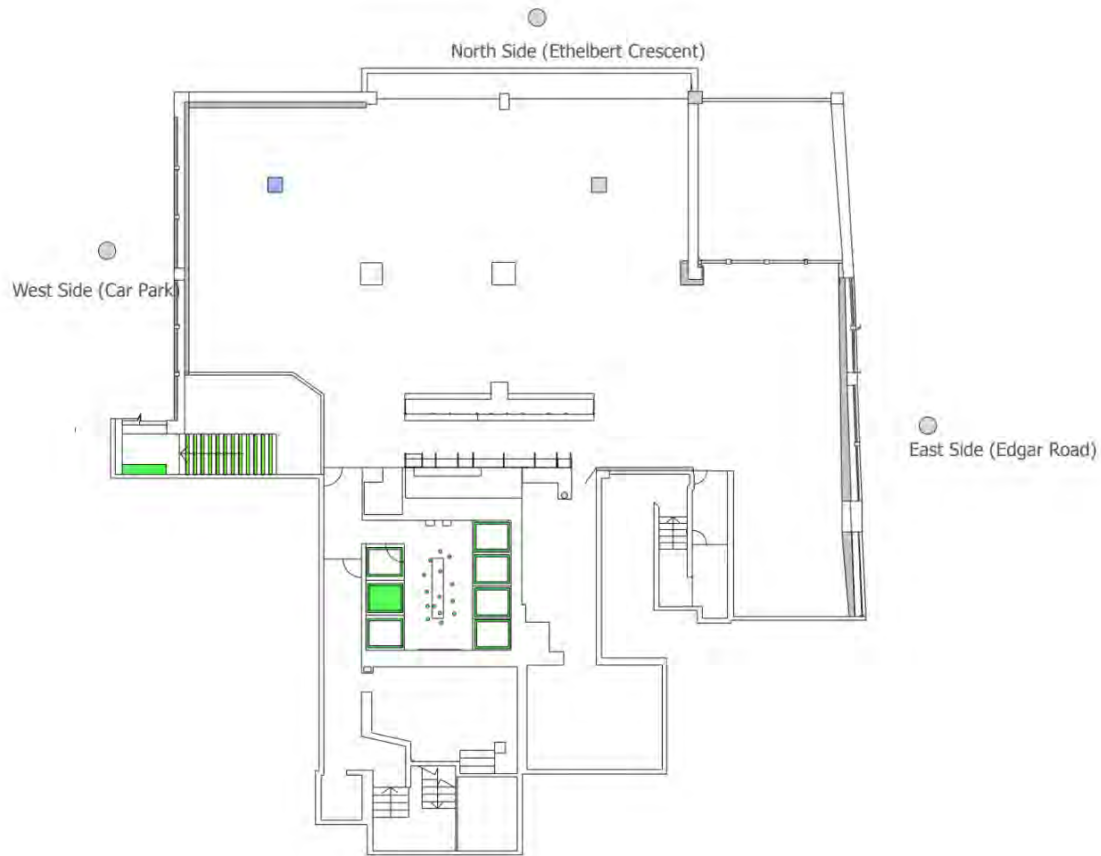 North Side (Ethelbert Crescent)
West Side (Car Park)
East Side (Edgar Road)